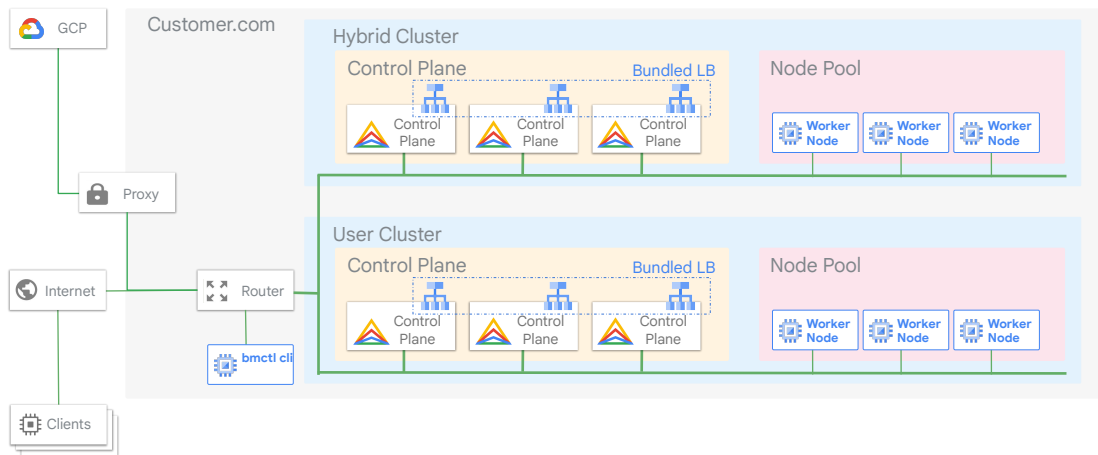 GCP
Customer.com
Hybrid Cluster
Control Plane
Bundled LB
Control
Plane
Control
Plane
Control
Plane
Node Pool
Worker
Node
Worker
Node
Worker
Node
Proxy
User Cluster
Control Plane
Bundled LB
Control
Plane
Control
Plane
Control
Plane
Node Pool
Worker
Node
Worker
Node
Worker
Node
Internet
Router
bmctl cli
Clients